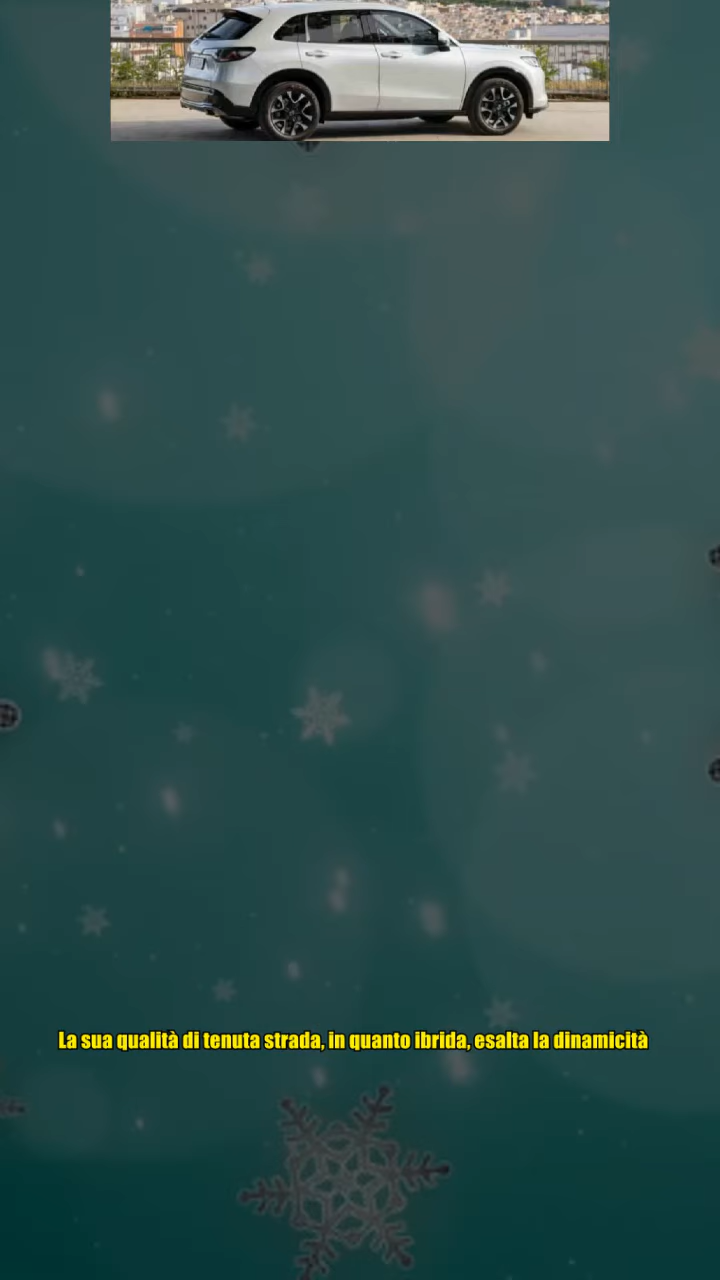 La sua qualità di tenuta strada, in quanto ibrida, esalta la dinamicità